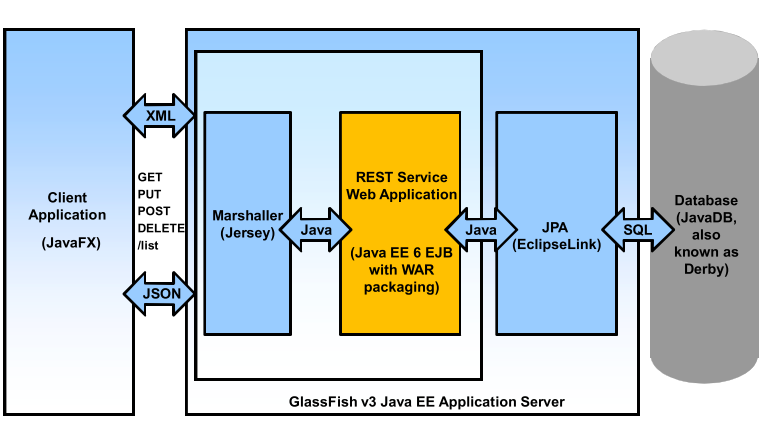 Client
Application
(JavaFX)
XML
GET
PUT
POST
DELETE
/list
JSON
Marshaller
(Jersey)
Java
REST Service
Web Application
(Java EE 6 EJB
with WAR
packaging)
Java
JPA
(EclipseLink)
SQL
Database
(JavaDB,
also
known as
Derby)
GlassFish v3 Java EE Application Server